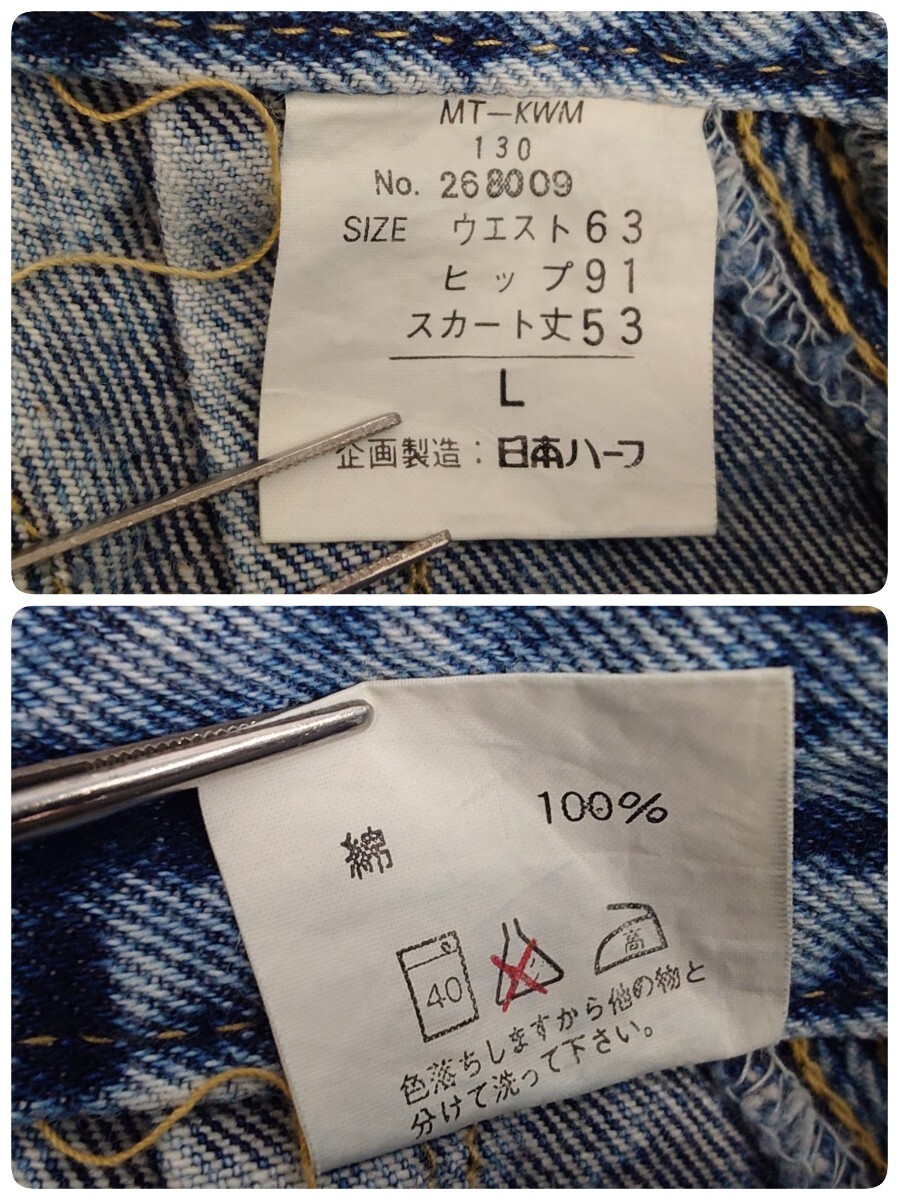 MT—KWM
130
No. 268009
SIZE ウエスト63
ヒップ91
スカート丈53
L
企画製造：日本ハーフ
綿 100%
40 高
色落ちしますから他の物と
分けて洗って下さい。